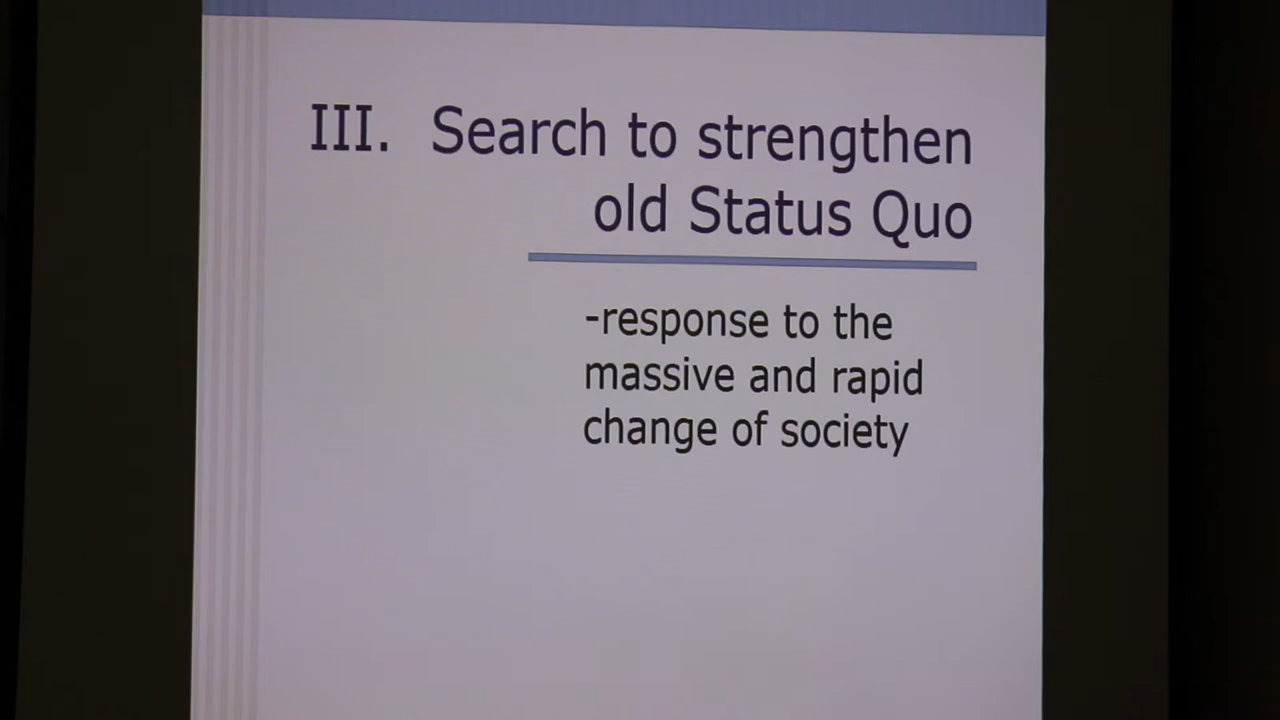 III. Search to strengthen
old Status Quo
-response to the
massive and rapid
change of society